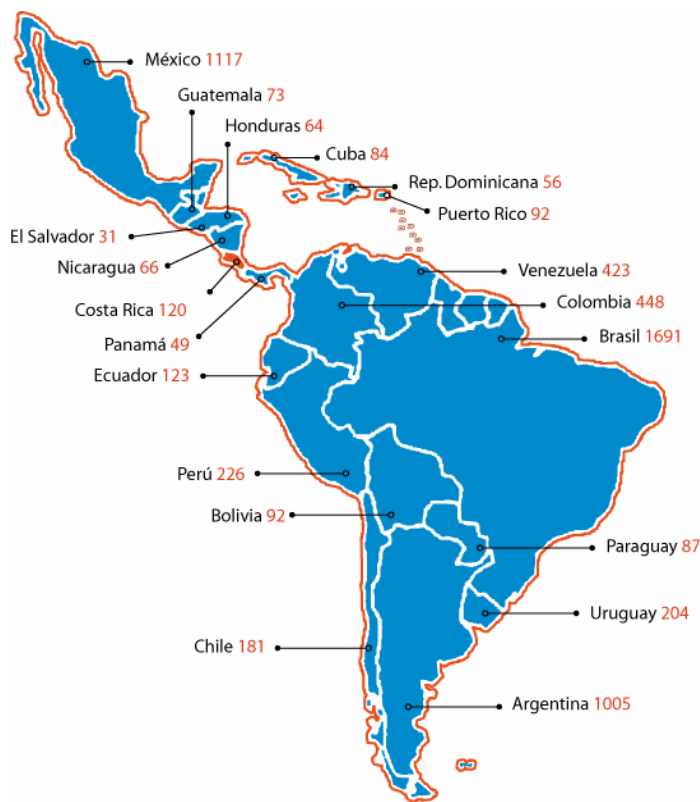 México 1117
Guatemala 73
Honduras 64
Cuba 84
Rep. Dominicana 56
Puerto Rico 92
El Salvador 31
Nicaragua 66
Venezuela 423
Costa Rica 120
Colombia 448
Panamá 49
Brasil 1691
Ecuador 123
Perú 226
Bolivia 92
Paraguay 87
Uruguay 204
Chile 181
Argentina 1005